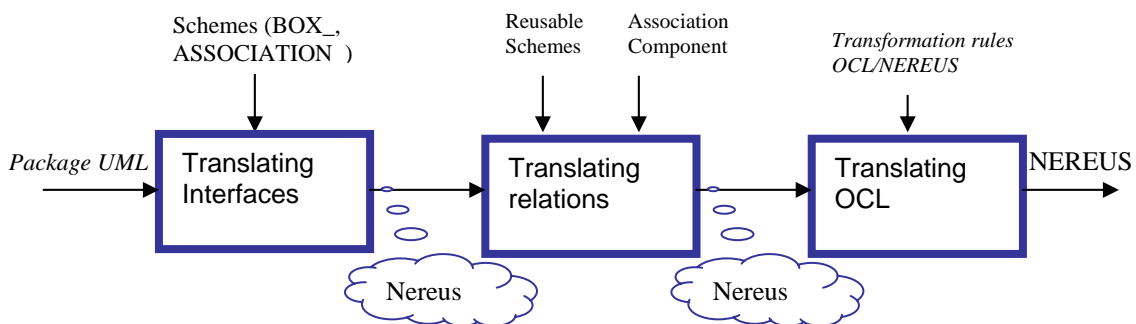 Schemes (BOX_,
ASSOCIATION_)
Reusable
Schemes
Association
Component
Transformation rules
OCL/NEREUS
Package UML
Translating
Interfaces
Translating
relations
Translating
OCL
NEREUS
Nereus
Nereus